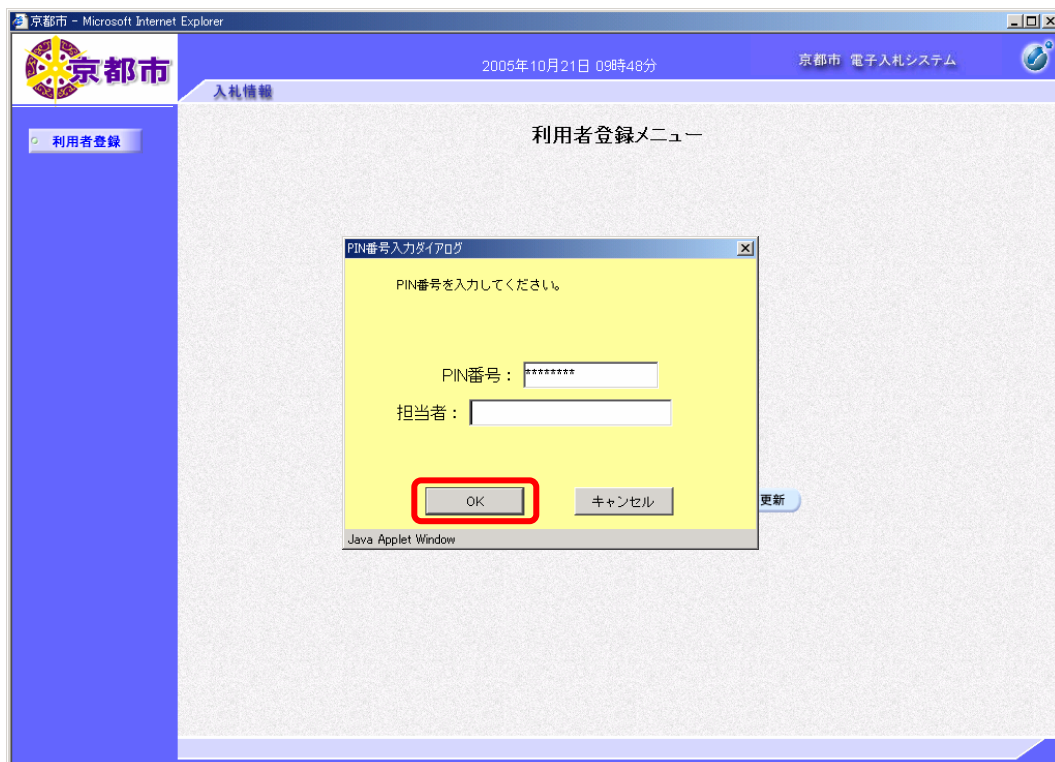 京都市 - Microsoft Internet Explorer
京都市
2005年10月21日 09時48分
京都市 電子入札システム
入札情報
利用者登録
利用者登録メニュー
PIN番号入力ダイアログ
PIN番号を入力してください。
PIN番号： ********
担当者：
OK
キャンセル
更新
Java Applet Window